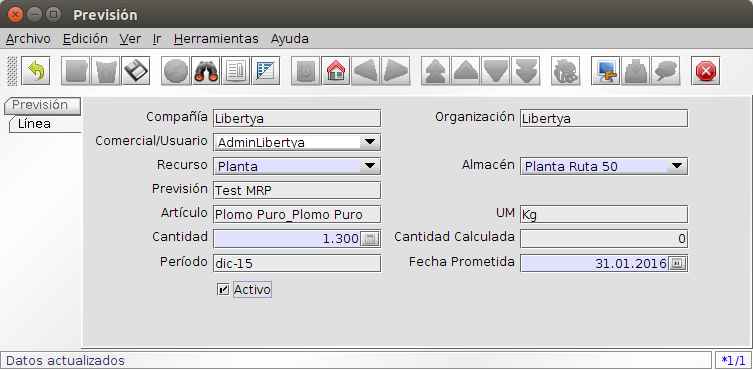 Previsión
Archivo Edición Ver Ir Herramientas Ayuda
Previsión
Línea
Compañía Libertya Organización Libertya
Comercial/Usuario AdminLibertya
Recurso Planta Almacén Planta Ruta 50
Previsión Test MRP
Artículo Plomo Puro_Plomo Puro UM Kg
Cantidad 1.300 Cantidad Calculada 0
Período dic-15 Fecha Prometida 31.01.2016
Activo
Datos actualizados *1/1